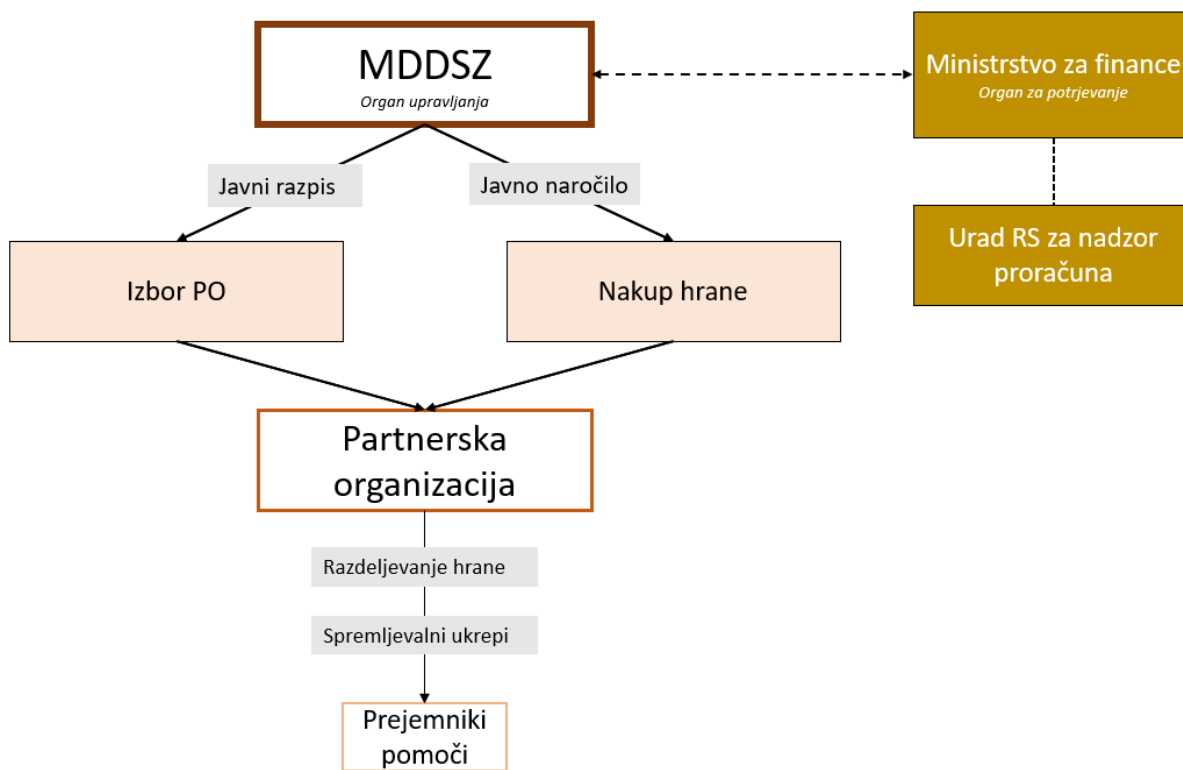 MDDSZ
Organ upravljanja
Ministrstvo za finance
Organ za potrjevanje
Javni razpis
Javno naročilo
Urad RS za nadzor
proračuna
Izbor PO
Nakup hrane
Partnerska
organizacija
Razdeljevanje hrane
Spremljevalni ukrepi
Prejemniki
pomoči